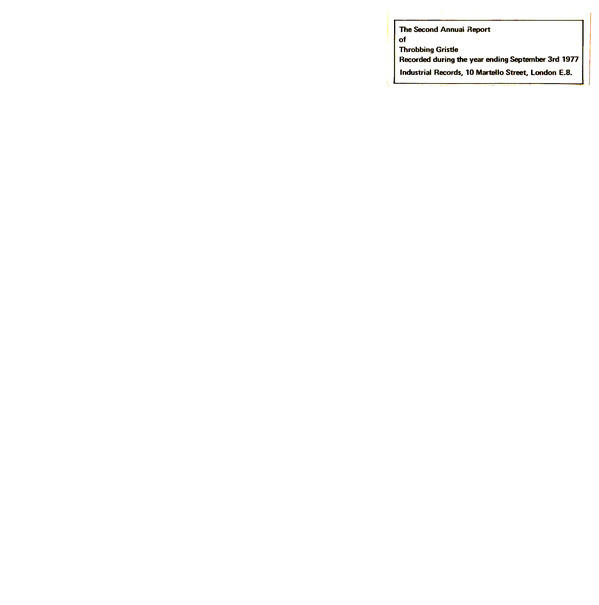 The Second Annual Report
of
Throbbing Gristle
Recorded during the year ending September 3rd 1977
Industrial Records, 10 Martello Street, London E.8.